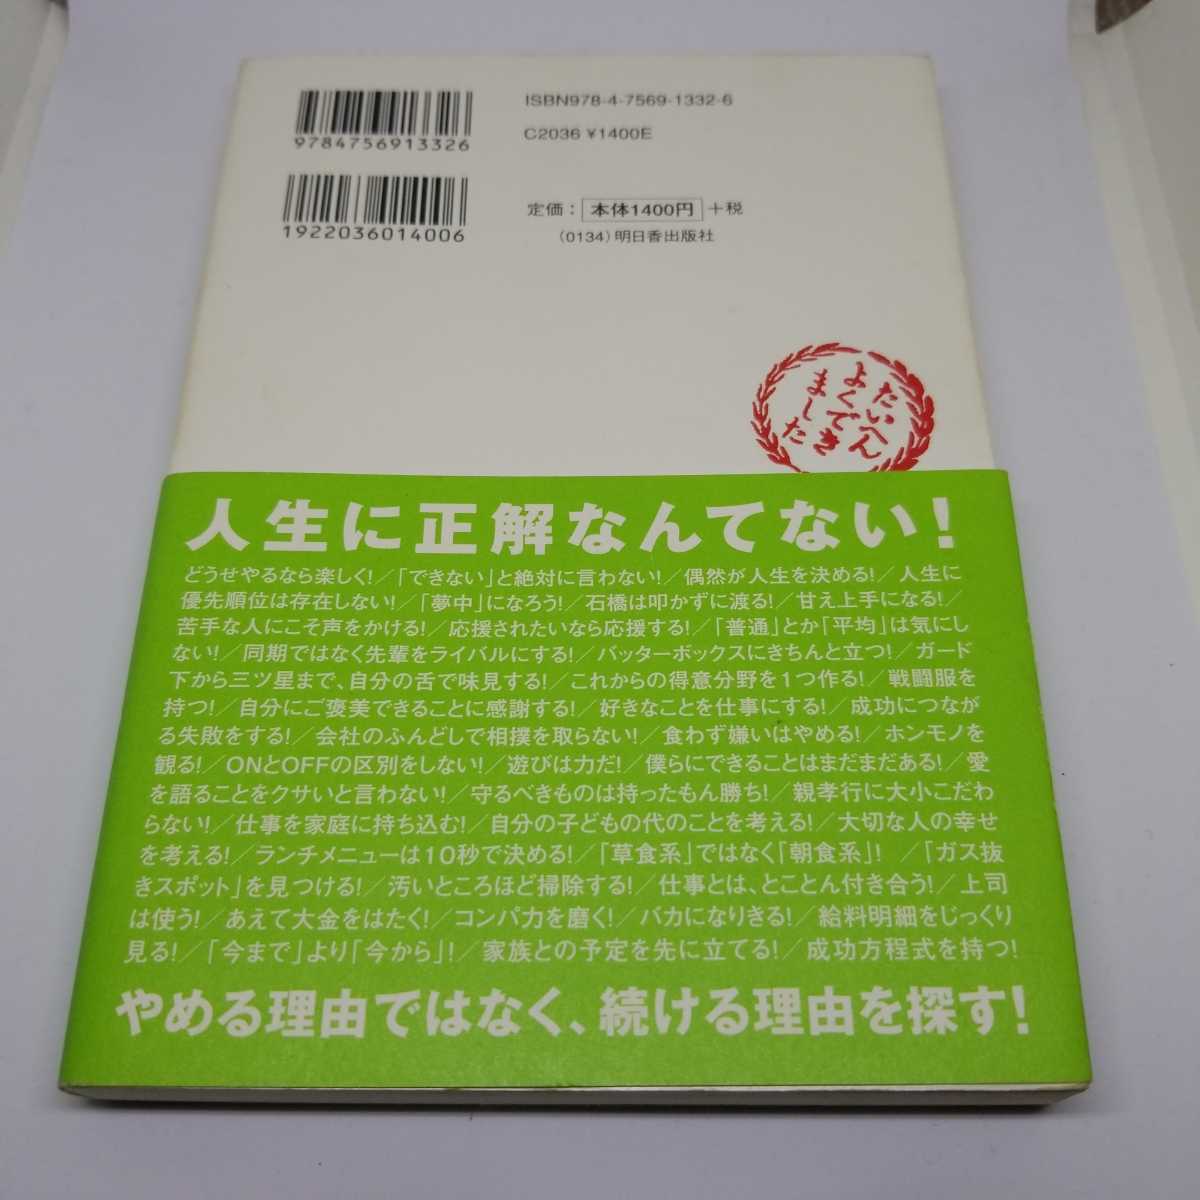 ISBN978-4-7569-1332-6
9784756913326
C2036 ¥1400E
1922036014006
定価： 本体1400円 +税
(0134) 明日香出版社
たいへん
よくでき
ました
人生に正解なんてない！
どうせやるなら楽しく！／「できない」と絶対に言わない！／偶然が人生を決める！／人生に
優先順位は存在しない！／「夢中」になろう！／石橋は叩かずに渡る！／甘え上手になる！／
苦手な人にこそ声をかける！／応援されたいなら応援する！／「普通」とか「平均」は気にし
ない！／同期ではなく先輩をライバルにする！／バッターボックスにきちんと立つ！／ガード
下から三ツ星まで、自分の舌で味見する！／これからの得意分野を1つ作る！／戦闘服を
持つ！／自分にご褒美できることに感謝する！／好きなことを仕事にする！／成功につなが
る失敗をする！／会社のふんどしで相撲を取らない！／食わず嫌いはやめる！／ホンモノを
観る！／ONとOFFの区別をしない！／遊びは力だ！／僕らにできることはまだまだある！／愛
を語ることをクサいと言わない！／守るべきものは持ったもん勝ち！／親孝行に大小こだわ
らない！／仕事を家庭に持ち込む！／自分の子どもの代のことを考える！／大切な人の幸せ
を考える！／ランチメニューは10秒で決める！／「草食系」ではなく「朝食系」！ ／「ガス抜
きスポット」を見つける！／汚いところほど掃除する！／仕事とは、とことん付き合う！／上司
は使う！／あえて大金をはたく！／コンパ力を磨く！／バカになりきる！／給料明細をじっくり
見る！／「今まで」より「今から」！／家族との予定を先に立てる！／成功方程式を持つ！
やめる理由ではなく、続ける理由を探す！